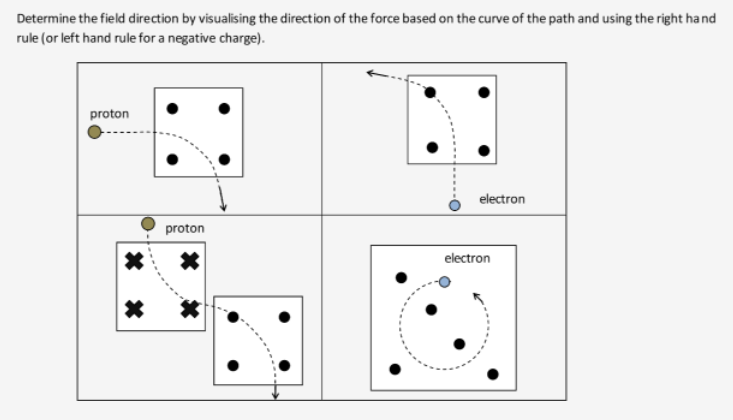 Determine the field direction by visualising the direction of the force based on the curve of the path and using the right hand
rule (or left hand rule for a negative charge).
proton
electron
proton
electron